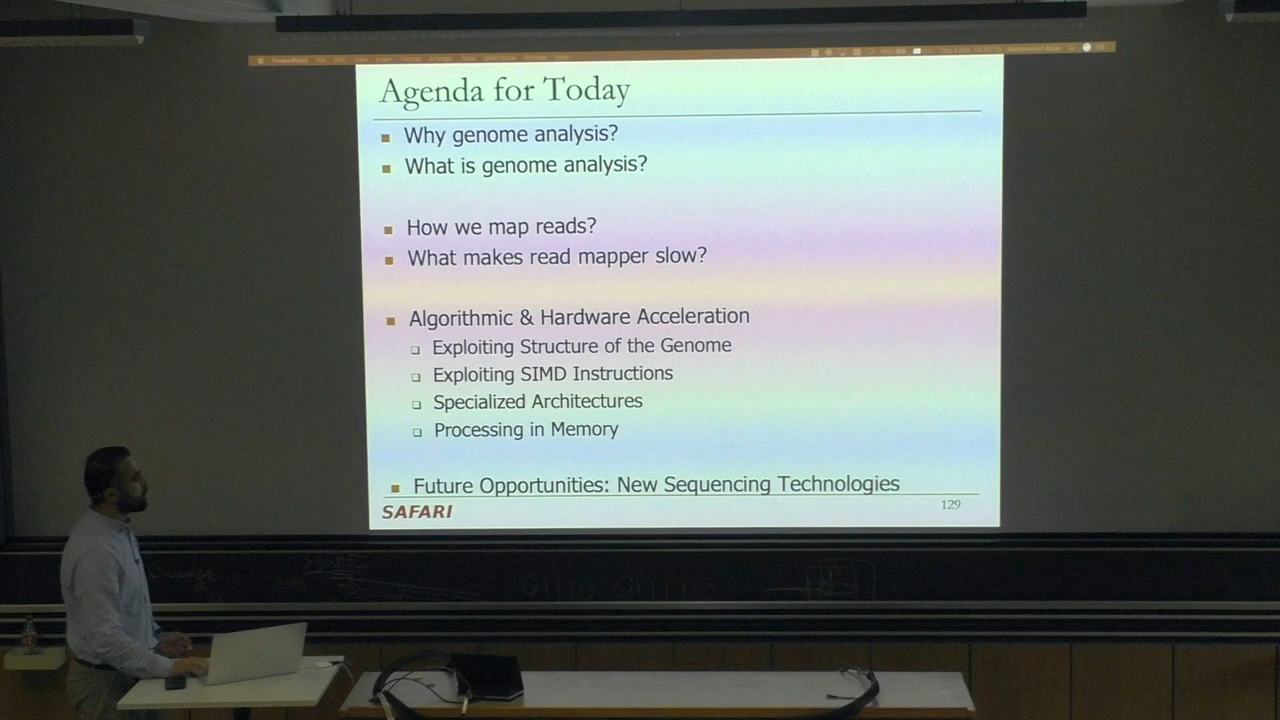 PowerPoint
Agenda for Today
Why genome analysis?
What is genome analysis?
How we map reads?
What makes read mapper slow?
Algorithmic & Hardware Acceleration
Exploiting Structure of the Genome
Exploiting SIMD Instructions
Specialized Architectures
Processing in Memory
Future Opportunities: New Sequencing Technologies
SAFARI
129